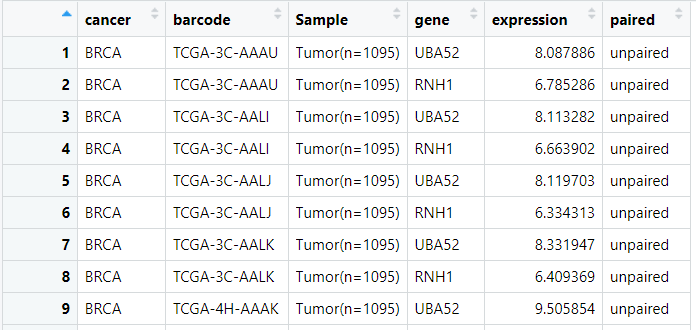 cancer barcode Sample gene expression paired
1 BRCA TCGA-3C-AAAU Tumor(n=1095) UBA52 8.087886 unpaired
2 BRCA TCGA-3C-AAAU Tumor(n=1095) RNH1 6.785286 unpaired
3 BRCA TCGA-3C-AALI Tumor(n=1095) UBA52 8.113282 unpaired
4 BRCA TCGA-3C-AALI Tumor(n=1095) RNH1 6.663902 unpaired
5 BRCA TCGA-3C-AALJ Tumor(n=1095) UBA52 8.119703 unpaired
6 BRCA TCGA-3C-AALJ Tumor(n=1095) RNH1 6.334313 unpaired
7 BRCA TCGA-3C-AALK Tumor(n=1095) UBA52 8.331947 unpaired
8 BRCA TCGA-3C-AALK Tumor(n=1095) RNH1 6.409369 unpaired
9 BRCA TCGA-4H-AAAK Tumor(n=1095) UBA52 9.505854 unpaired